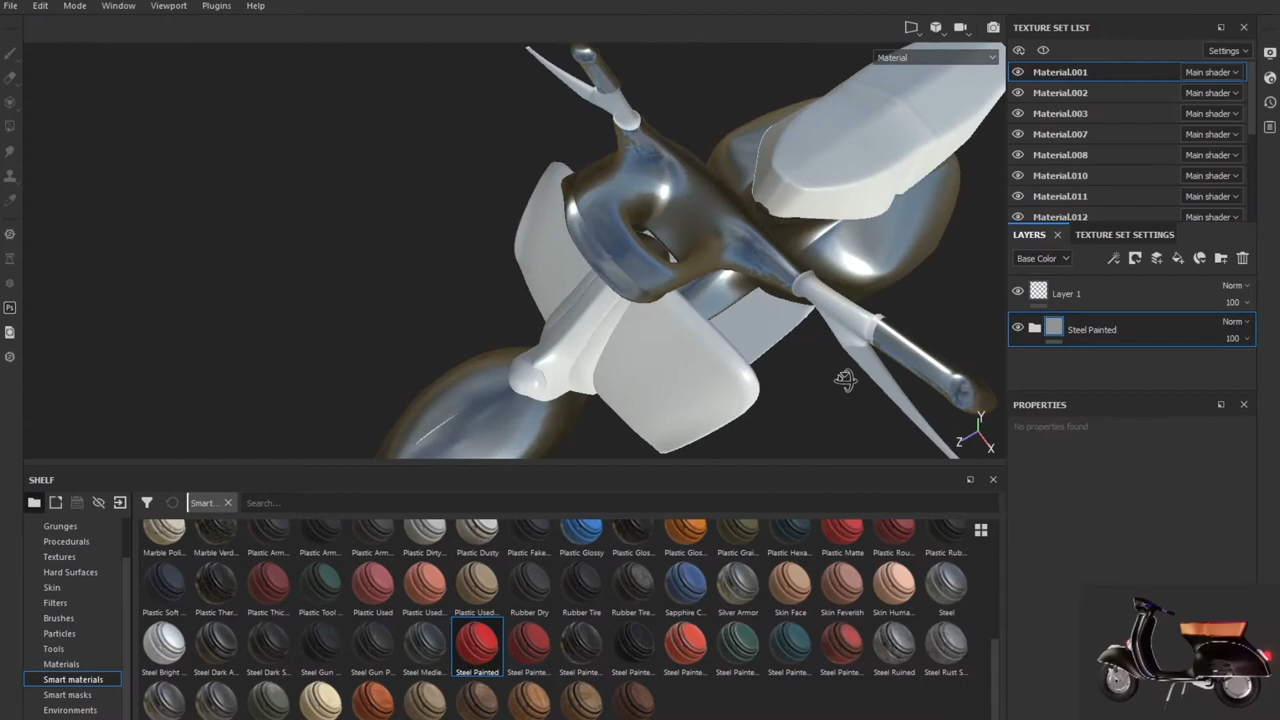 File Edit Mode Window Viewport Plugins Help
Material
Y
Z
X
TEXTURE SET LIST
Settings
Material.001 Main shader
Material.002 Main shader
Material.003 Main shader
Material.007 Main shader
Material.008 Main shader
Material.010 Main shader
Material.011 Main shader
Material.012 Main shader
LAYERS TEXTURE SET SETTINGS
Base Color
Layer 1 Norm
100
Steel Painted Norm
100
PROPERTIES
No properties found
SHELF
Smart... Search...
Ps
Grunges
Procedurals
Textures
Hard Surfaces
Skin
Filters
Brushes
Particles
Tools
Materials
Smart materials
Smart masks
Environments
Marble Poli... Marble Verd... Plastic Arm... Plastic Arm... Plastic Arm... Plastic Dirty... Plastic Dusty Plastic Fake... Plastic Glossy Plastic Glos... Plastic Glos... Plastic Grai... Plastic Hexa... Plastic Matte Plastic Rou... Plastic Rub...
Plastic Soft ... Plastic Ther... Plastic Thic... Plastic Tool ... Plastic Used Plastic Used... Plastic Used... Rubber Dry Rubber Tire Rubber Tire... Sapphire C... Silver Armor Skin Face Skin Feverith Skin Huma... Steel
Steel Bright ... Steel Dark A... Steel Dark S... Steel Gun ... Steel Gun P... Steel Medie... Steel Painted Steel Painte... Steel Painte... Steel Painte... Steel Painte... Steel Painte... Steel Painte... Steel Painte... Steel Ruined Steel Rust S...